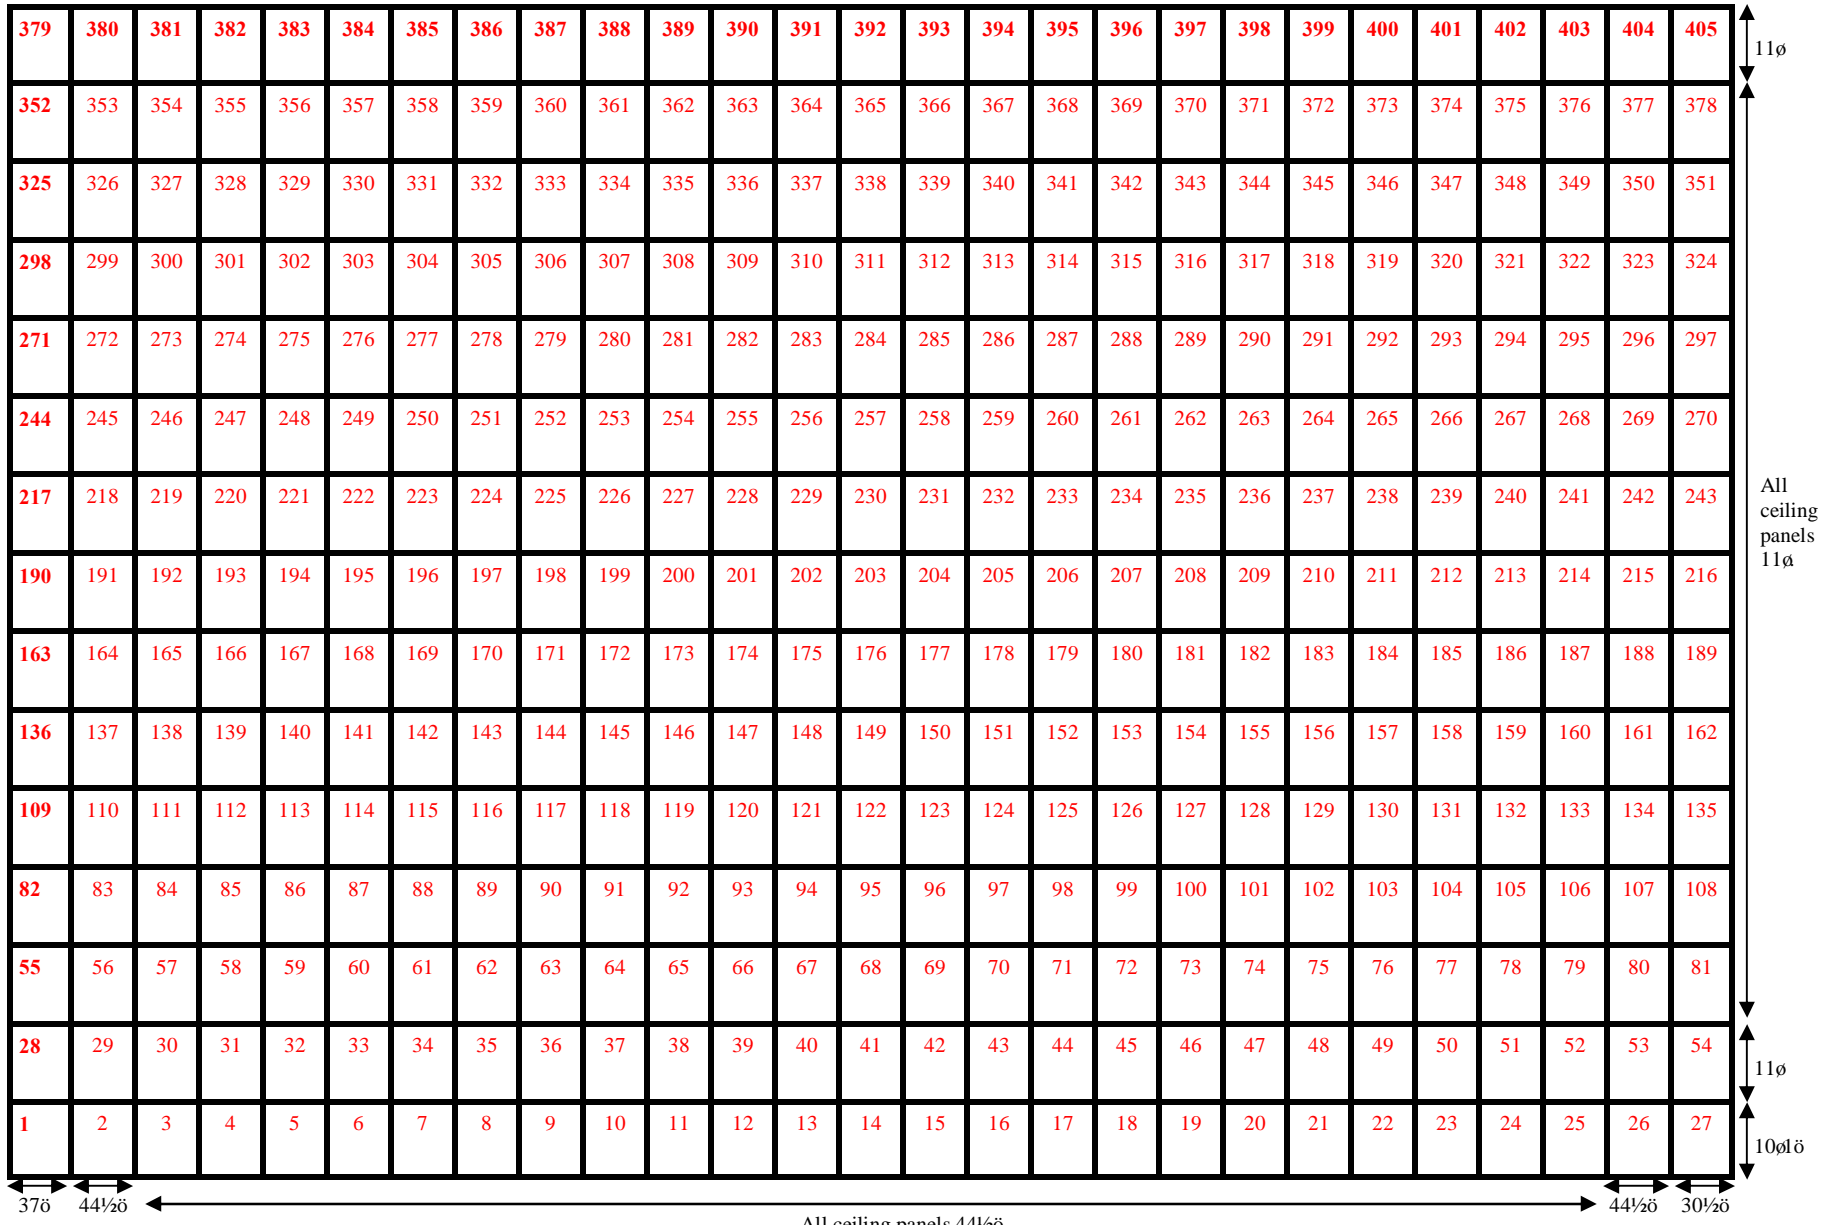 379 380 381 382 383 384 385 386 387 388 389 390 391 392 393 394 395 396 397 398 399 400 401 402 403 404 405
11ø
352 353 354 355 356 357 358 359 360 361 362 363 364 365 366 367 368 369 370 371 372 373 374 375 376 377 378
325 326 327 328 329 330 331 332 333 334 335 336 337 338 339 340 341 342 343 344 345 346 347 348 349 350 351
298 299 300 301 302 303 304 305 306 307 308 309 310 311 312 313 314 315 316 317 318 319 320 321 322 323 324
271 272 273 274 275 276 277 278 279 280 281 282 283 284 285 286 287 288 289 290 291 292 293 294 295 296 297
244 245 246 247 248 249 250 251 252 253 254 255 256 257 258 259 260 261 262 263 264 265 266 267 268 269 270
217 218 219 220 221 222 223 224 225 226 227 228 229 230 231 232 233 234 235 236 237 238 239 240 241 242 243
All
ceiling
panels
11ø
190 191 192 193 194 195 196 197 198 199 200 201 202 203 204 205 206 207 208 209 210 211 212 213 214 215 216
163 164 165 166 167 168 169 170 171 172 173 174 175 176 177 178 179 180 181 182 183 184 185 186 187 188 189
136 137 138 139 140 141 142 143 144 145 146 147 148 149 150 151 152 153 154 155 156 157 158 159 160 161 162
109 110 111 112 113 114 115 116 117 118 119 120 121 122 123 124 125 126 127 128 129 130 131 132 133 134 135
82 83 84 85 86 87 88 89 90 91 92 93 94 95 96 97 98 99 100 101 102 103 104 105 106 107 108
55 56 57 58 59 60 61 62 63 64 65 66 67 68 69 70 71 72 73 74 75 76 77 78 79 80 81
28 29 30 31 32 33 34 35 36 37 38 39 40 41 42 43 44 45 46 47 48 49 50 51 52 53 54
11ø
1 2 3 4 5 6 7 8 9 10 11 12 13 14 15 16 17 18 19 20 21 22 23 24 25 26 27
10ø1ö
37ö 44½ö 44½ö 30½ö
All ceiling panels 44½ö